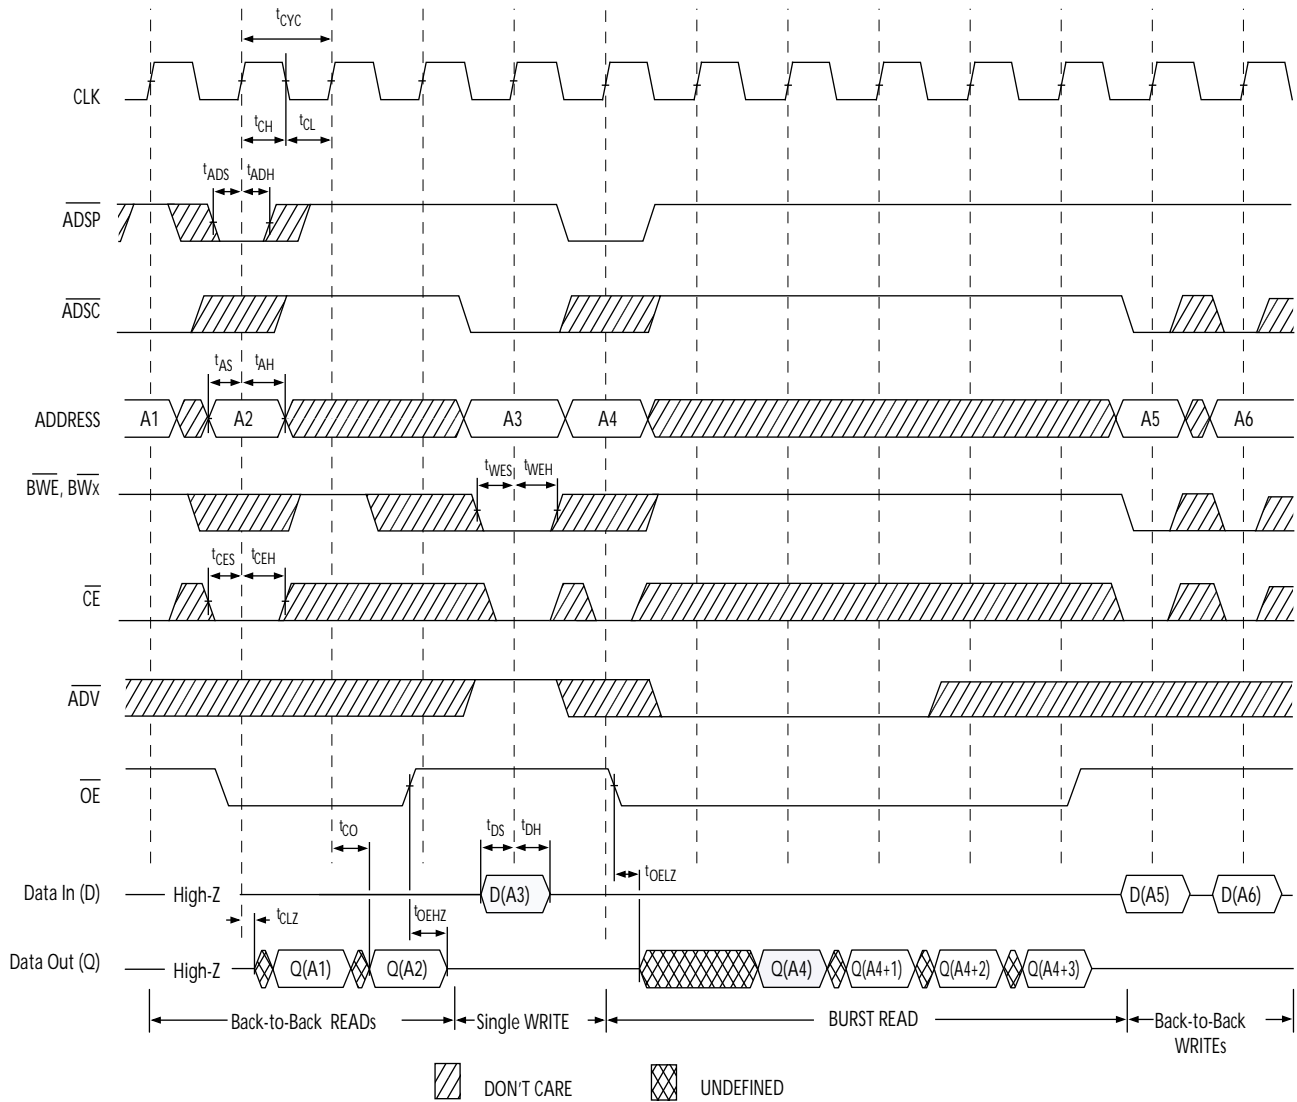 tCYC
CLK
tCH
tCL
tADS
tADH
ADSP
ADSC
tAS
tAH
ADDRESS
A1
A2
A3
A4
A5
A6
tWES
tWEH
BWE, BWx
tCES
tCEH
CE
ADV
OE
tCO
tDS
tDH
tOELZ
Data In (D)
High-Z
D(A3)
D(A5)
D(A6)
tCLZ
tOEHZ
Data Out (Q)
High-Z
Q(A1)
Q(A2)
Q(A4)
Q(A4+1)
Q(A4+2)
Q(A4+3)
Back-to-Back READs
Single WRITE
BURST READ
Back-to-Back
WRITEs
DON'T CARE
UNDEFINED